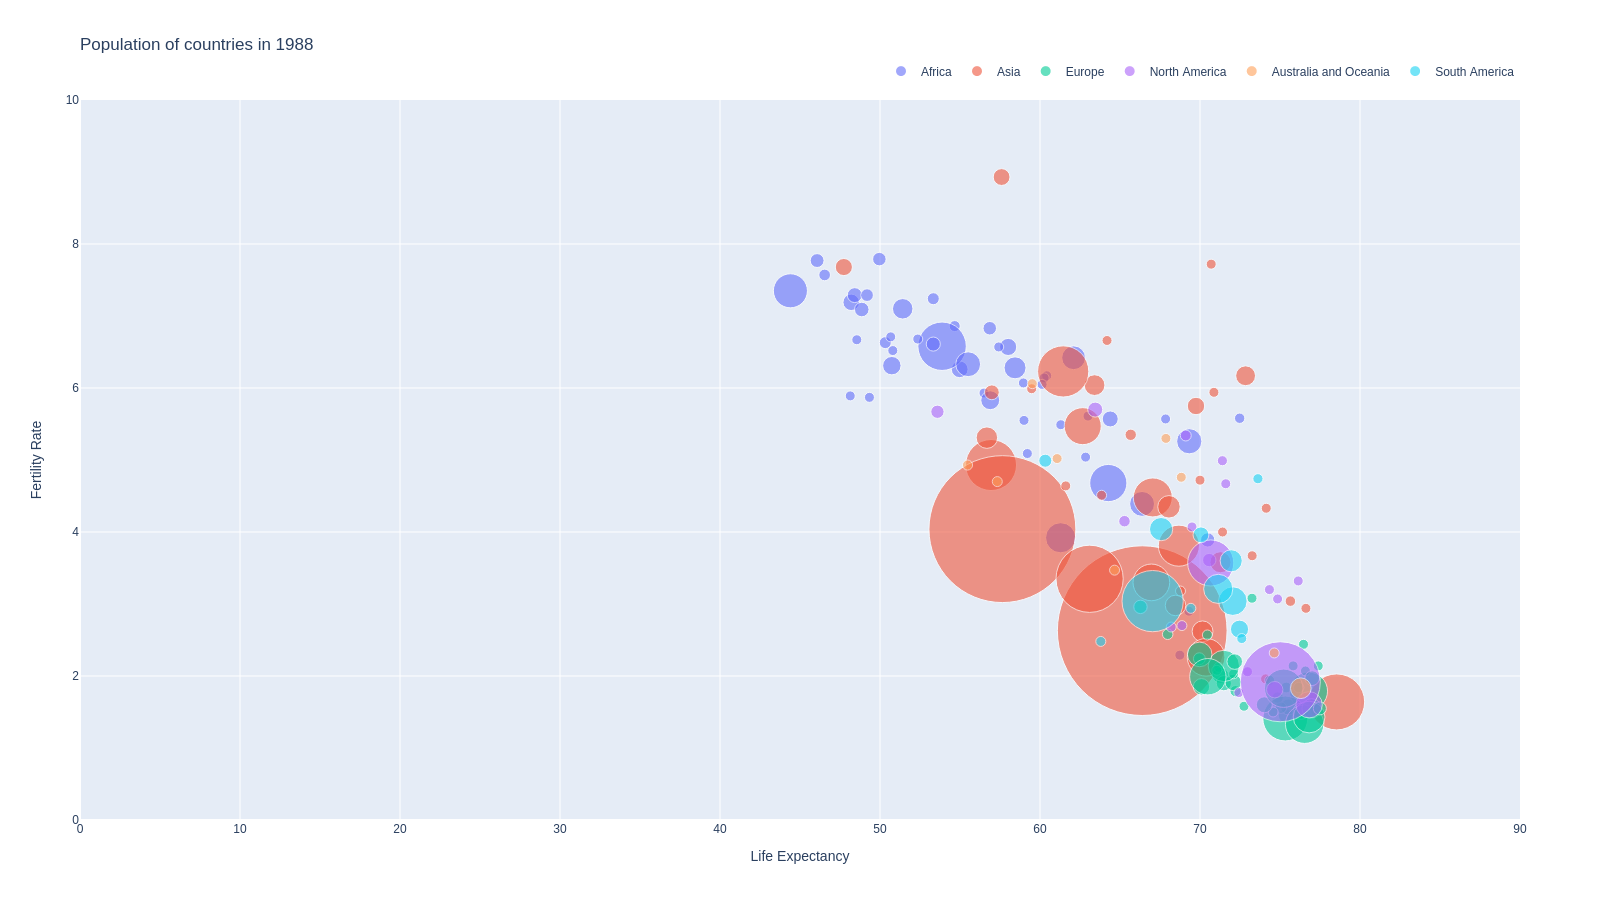 Population of countries in 1988
Africa Asia Europe North America Australia and Oceania South America
10
8
6
4
2
0
Fertility Rate
0 10 20 30 40 50 60 70 80 90
Life Expectancy